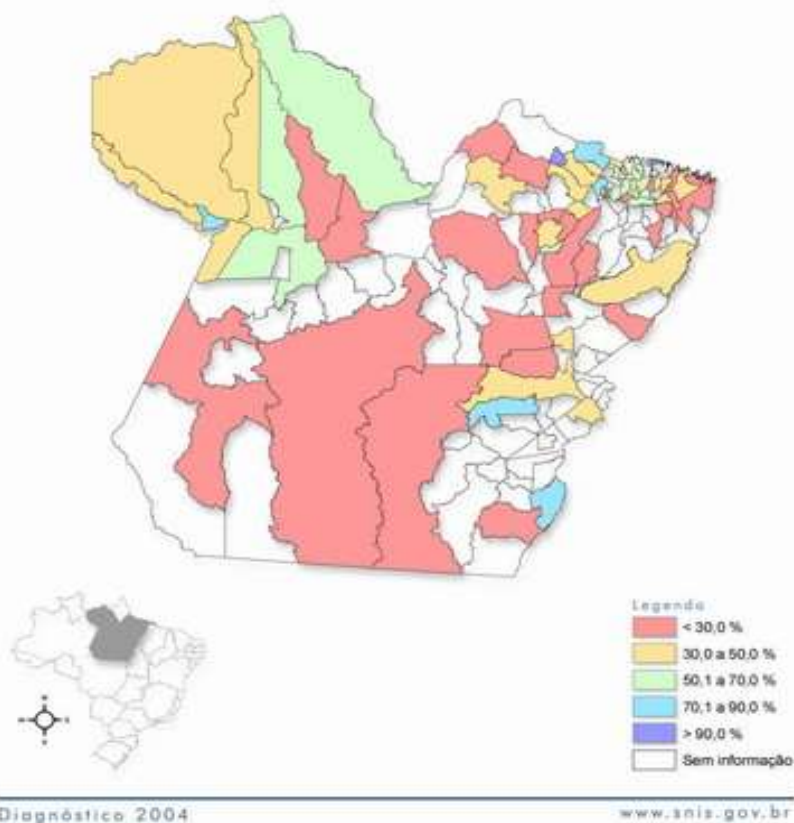 Legenda
< 30,0 %
30,0 a 50,0 %
50,1 a 70,0 %
70,1 a 90,0 %
> 90,0 %
Sem informação
Diagnóstico 2004
www.snis.gov.br